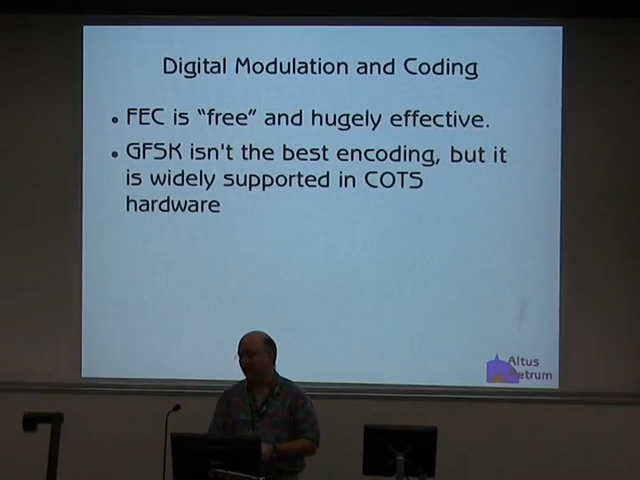 Digital Modulation and Coding
• FEC is “free” and hugely effective.
• GFSK isn't the best encoding, but it
is widely supported in COTS
hardware
Altus
Metrum